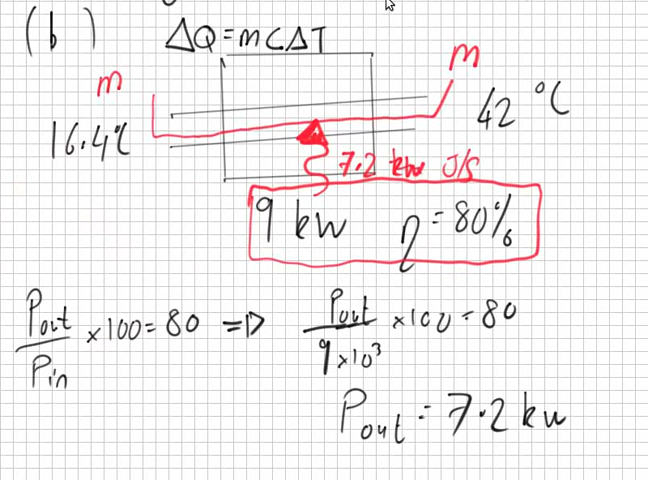 (b) ΔQ = mCΔT
m m
16.4°C 42 °C
7.2 kw J/s
9 kw η = 80%
Pout/Pin ×100 = 80 => Pout/9×10³ ×100 = 80
Pout = 7.2 kw